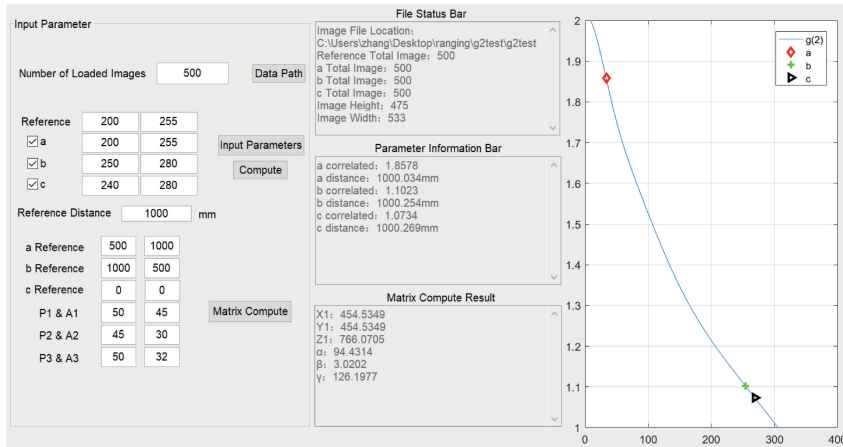 Input Parameter
Number of Loaded Images 500 Data Path
Reference 200 255
a 200 255 Input Parameters
b 250 280 Compute
c 240 280
Reference Distance 1000 mm
a Reference 500 1000
b Reference 1000 500
c Reference 0 0
P1 & A1 50 45 Matrix Compute
P2 & A2 45 30
P3 & A3 50 32
File Status Bar
Image File Location:
C:\Users\zhang\Desktop\ranging\g2test\g2test
Reference Total Image: 500
a Total Image: 500
b Total Image: 500
c Total Image: 500
Image Height: 475
Image Width: 533
Parameter Information Bar
a correlated: 1.8578
a distance: 1000.034mm
b correlated: 1.1023
b distance: 1000.254mm
c correlated: 1.0734
c distance: 1000.269mm
Matrix Compute Result
X1: 454.5349
Y1: 454.5349
Z1: 766.0705
α: 94.4314
β: 3.0202
γ: 126.1977
g(2)
a
b
c
2
1.9
1.8
1.7
1.6
1.5
1.4
1.3
1.2
1.1
1
0 100 200 300 400